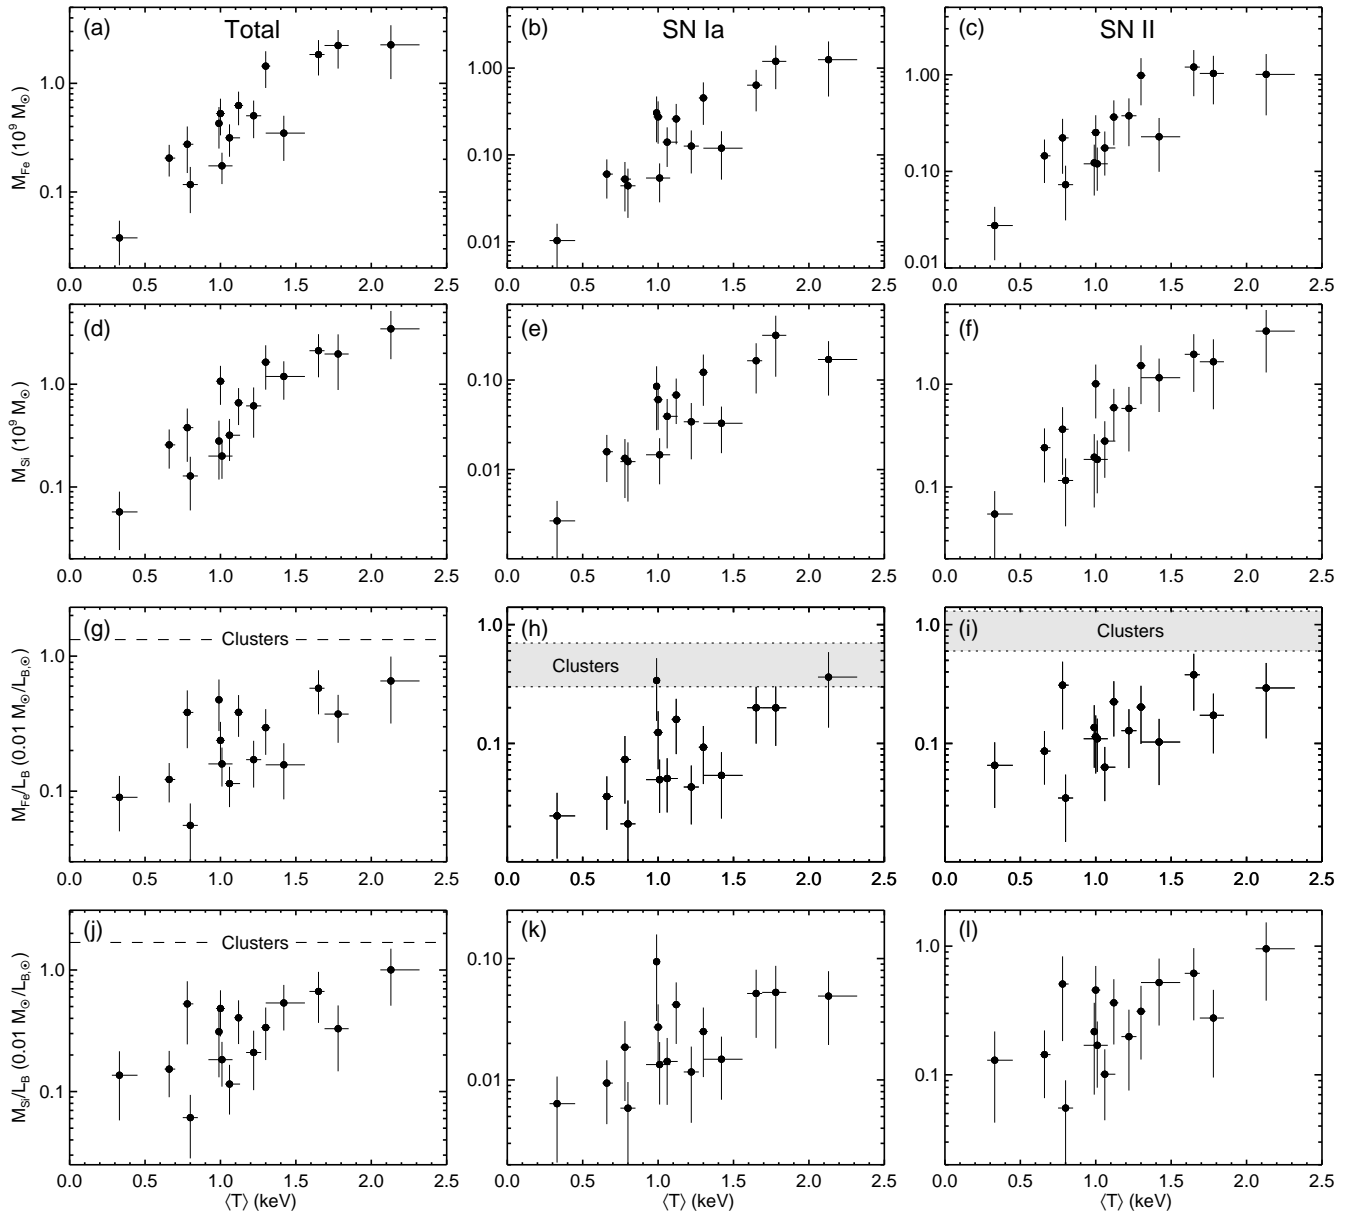 (a) Total
(b) SN Ia
(c) SN II
M_Fe (10^9 M_⊙)
1.0
0.1
1.00
0.10
0.01
1.00
0.10
0.01
0.0 0.5 1.0 1.5 2.0 2.5
0.0 0.5 1.0 1.5 2.0 2.5
0.0 0.5 1.0 1.5 2.0 2.5
(d)
(e)
(f)
M_Si (10^9 M_⊙)
1.0
0.1
0.10
0.01
1.0
0.1
0.0 0.5 1.0 1.5 2.0 2.5
0.0 0.5 1.0 1.5 2.0 2.5
0.0 0.5 1.0 1.5 2.0 2.5
(g) Clusters
(h) Clusters
(i) Clusters
M_Fe/L_B (0.01 M_⊙/L_B,⊙)
1.0
0.1
1.0
0.1
1.0
0.1
0.0 0.5 1.0 1.5 2.0 2.5
0.0 0.5 1.0 1.5 2.0 2.5
0.0 0.5 1.0 1.5 2.0 2.5
(j) Clusters
(k)
(l)
M_Si/L_B (0.01 M_⊙/L_B,⊙)
1.0
0.1
0.10
0.01
1.0
0.1
0.0 0.5 1.0 1.5 2.0 2.5
0.0 0.5 1.0 1.5 2.0 2.5
0.0 0.5 1.0 1.5 2.0 2.5
⟨T⟩ (keV)
⟨T⟩ (keV)
⟨T⟩ (keV)